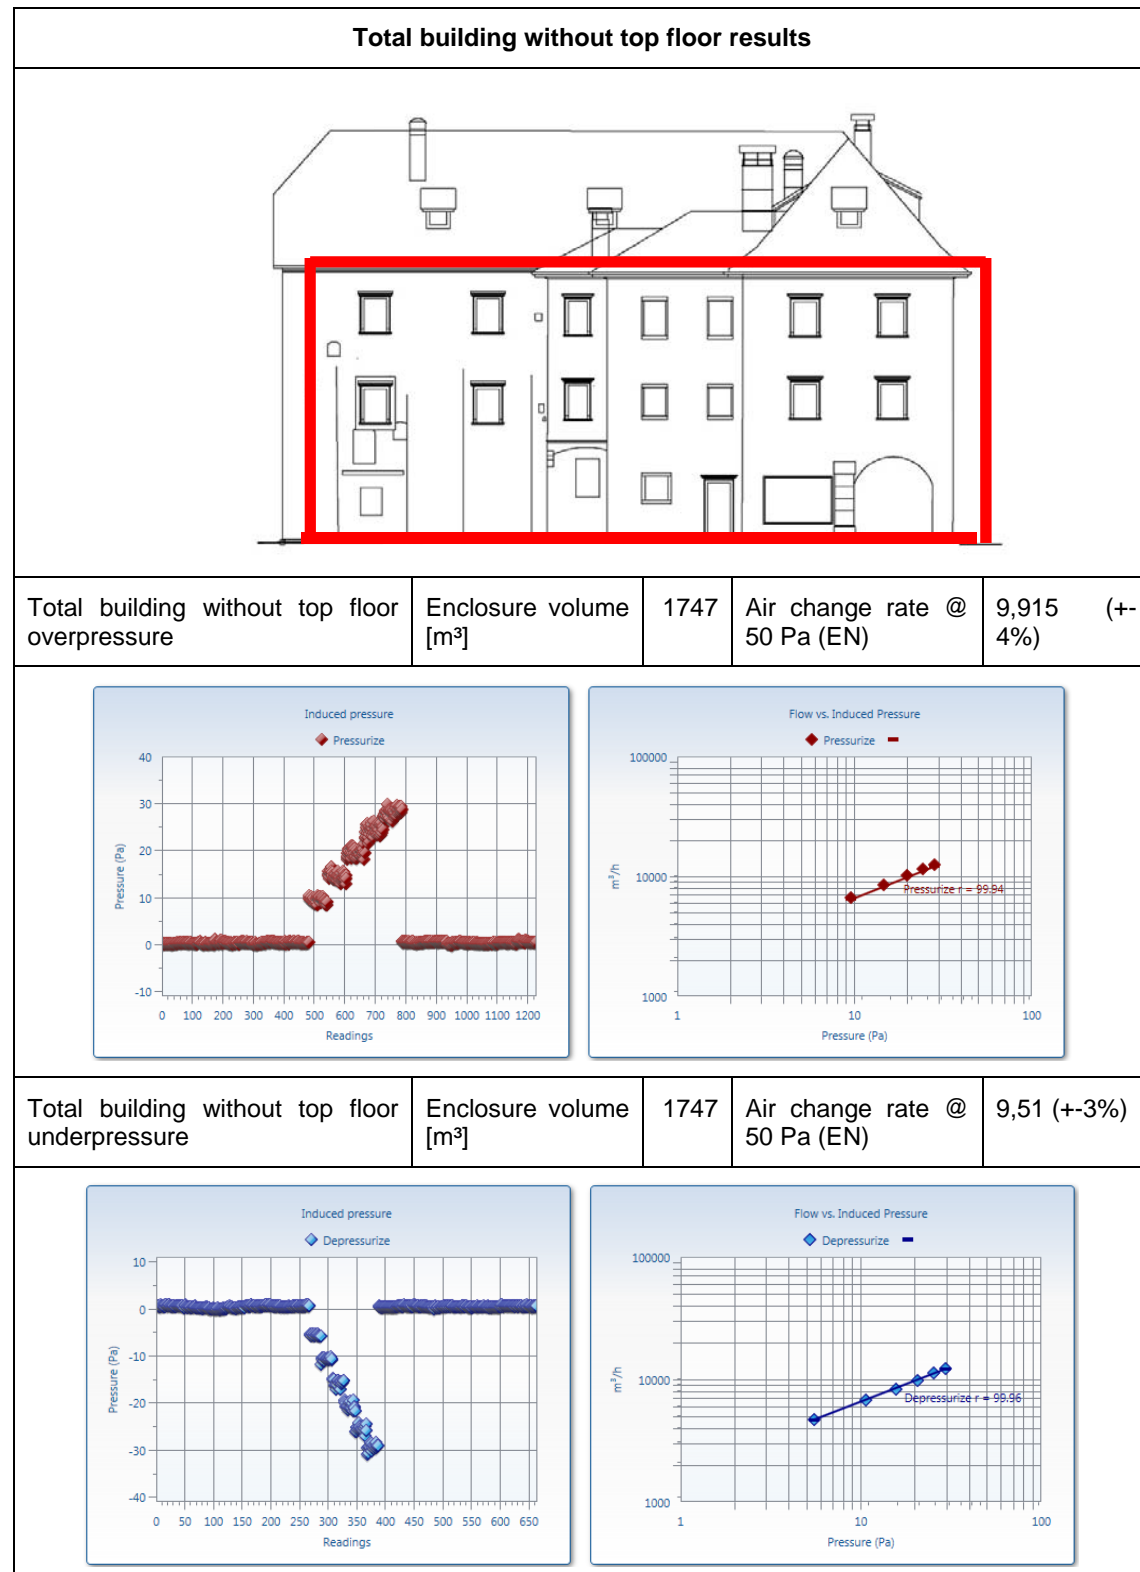 Total building without top floor results
Total building without top floor overpressure
Enclosure volume [m³]
1747
Air change rate @ 50 Pa (EN)
9,915 (+-4%)
Induced pressure
Pressurize
40
30
20
10
0
-10
Pressure (Pa)
0 100 200 300 400 500 600 700 800 900 1000 1100 1200
Readings
Flow vs. Induced Pressure
Pressurize
100000
10000
1000
m³/h
Pressurize r = 99.94
1 10 100
Pressure (Pa)
Total building without top floor underpressure
Enclosure volume [m³]
1747
Air change rate @ 50 Pa (EN)
9,51 (+-3%)
Induced pressure
Depressurize
10
0
-10
-20
-30
-40
Pressure (Pa)
0 50 100 150 200 250 300 350 400 450 500 550 600 650
Readings
Flow vs. Induced Pressure
Depressurize
100000
10000
1000
m³/h
Depressurize r = 99.96
1 10 100
Pressure (Pa)